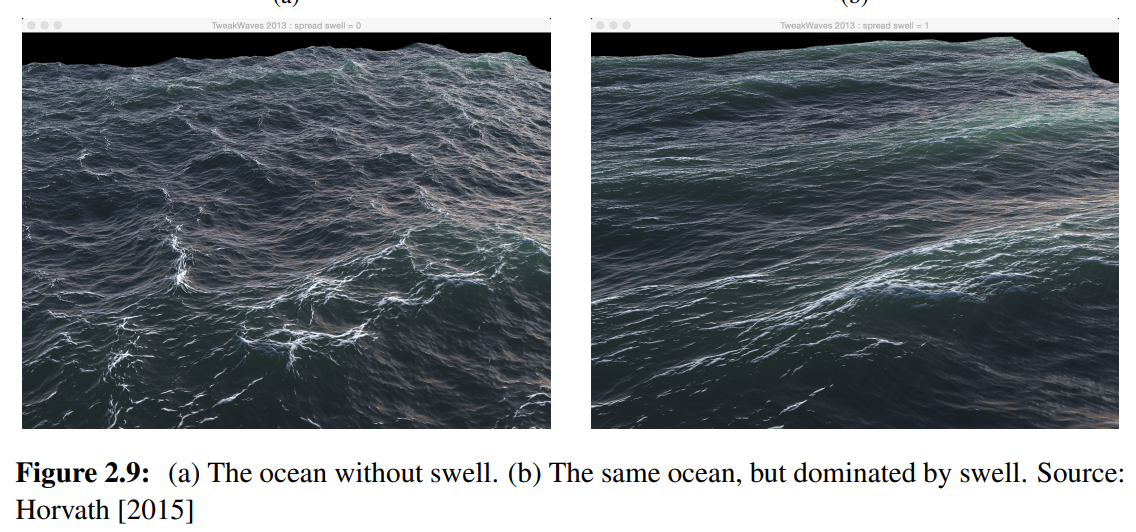 (a)
(b)
TweakWaves 2013 : spread swell = 0
TweakWaves 2013 : spread swell = 1
Figure 2.9: (a) The ocean without swell. (b) The same ocean, but dominated by swell. Source:
Horvath [2015]